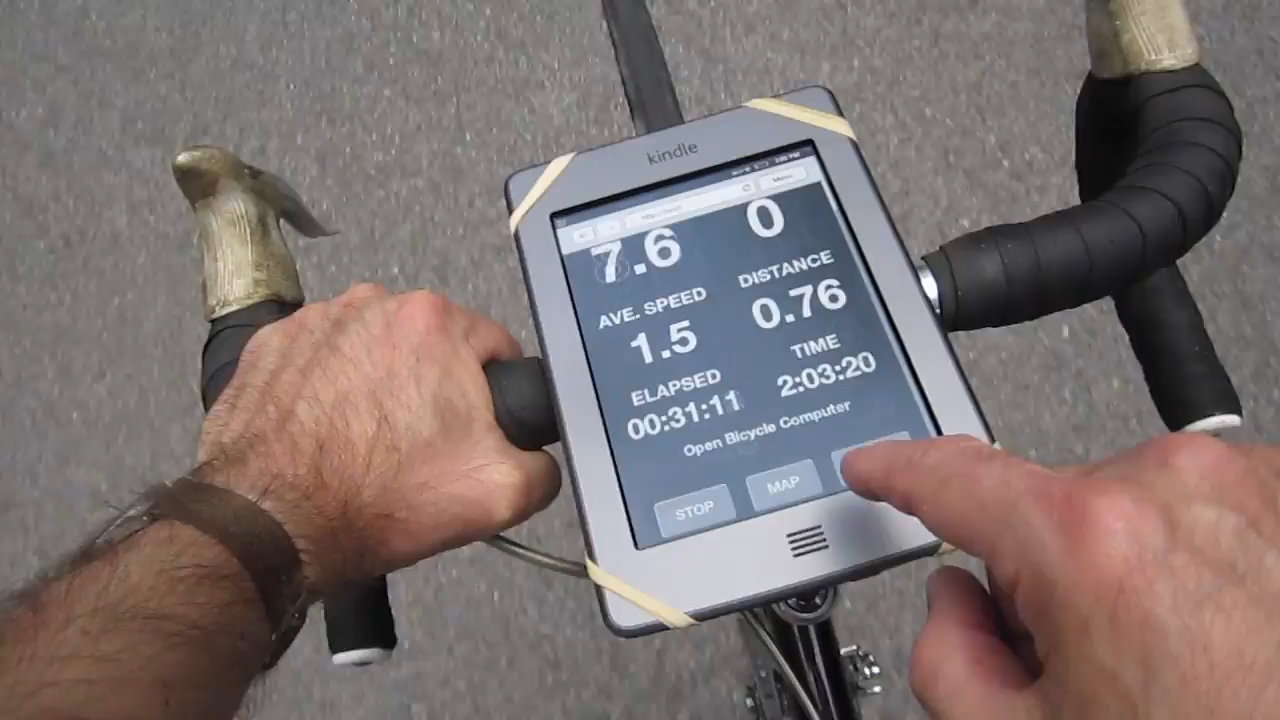 kindle
Menu
7.6
0
AVE. SPEED
DISTANCE
1.5
0.76
ELAPSED
TIME
00:31:11
2:03:20
Open Bicycle Computer
STOP
MAP